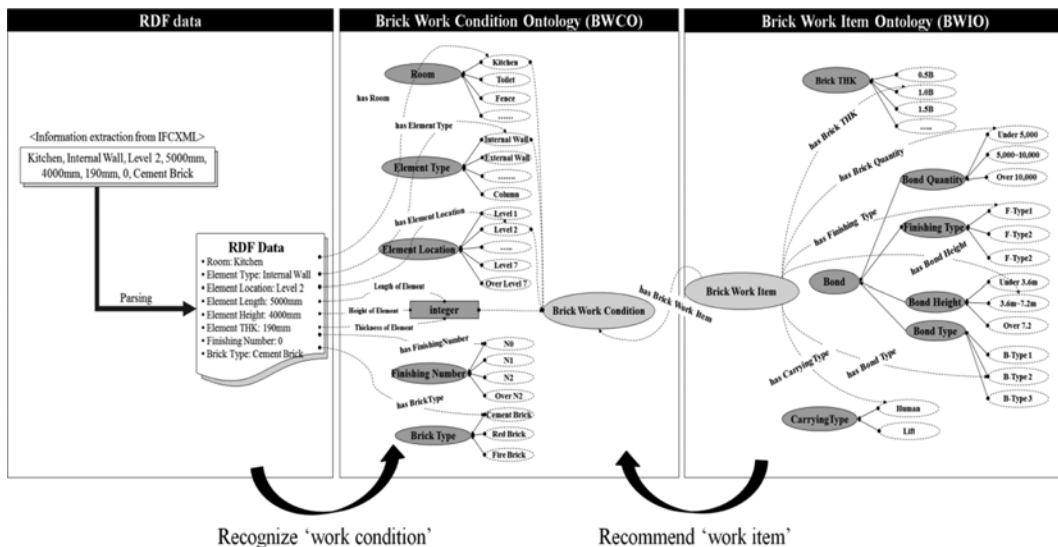 RDF data
<Information extraction from IFCXML>
Kitchen, Internal Wall, Level 2, 5000mm,
4000mm, 190mm, 0, Cement Brick
Parsing
RDF Data
• Room: Kitchen
• Element Type: Internal Wall
• Element Location: Level 2
• Element Length: 5000mm
• Element Height: 4000mm
• Element THK: 190mm
• Finishing Number: 0
• Brick Type: Cement Brick
Brick Work Condition Ontology (BWCO)
Room
Kitchen
Toilet
Fence
......
has Room
has Element Type
Element Type
Internal Wall
External Wall
.......
Column
has Element Location
Element Location
Level 1
Level 2
.....
Level 7
Over Level 7
Length of Element
Height of Element
Thickness of Element
integer
has FinishingNumber
Finishing Number
N0
N1
N2
Over N2
has BrickType
Brick Type
Cement Brick
Red Brick
Fire Brick
Brick Work Condition
has Brick Work Item
Brick Work Item Ontology (BWIO)
Brick THK
0.5B
1.0B
1.5B
.....
has Brick THK
has Brick Quantity
Bond Quantity
Under 5,000
5,000~10,000
Over 10,000
has Finishing Type
Finishing Type
F-Type1
F-Type2
F-Type2
has Bond Height
Brick Work Item
Bond
Bond Height
Under 3.6m
3.6m~7.2m
Over 7.2
Bond Type
B-Type 1
B-Type 2
B-Type 3
has Bond Type
has CarryingType
CarryingType
Human
Lift
Recognize ‘work condition’
Recommend ‘work item’